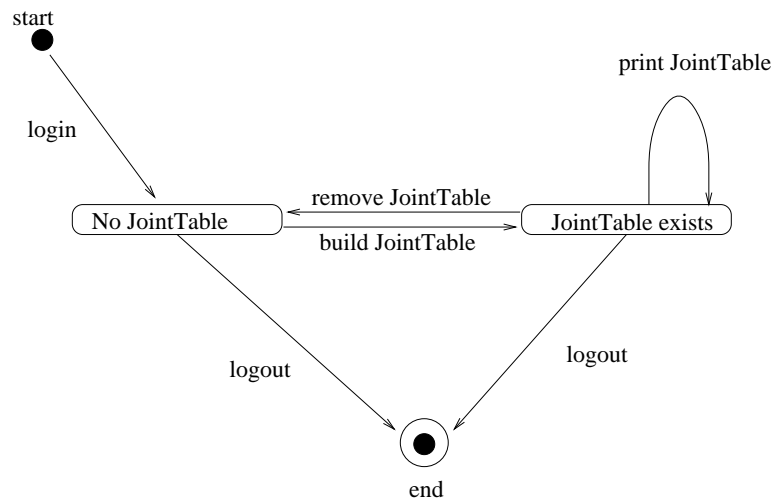 start
print JointTable
login
remove JointTable
No JointTable
JointTable exists
build JointTable
logout
logout
end